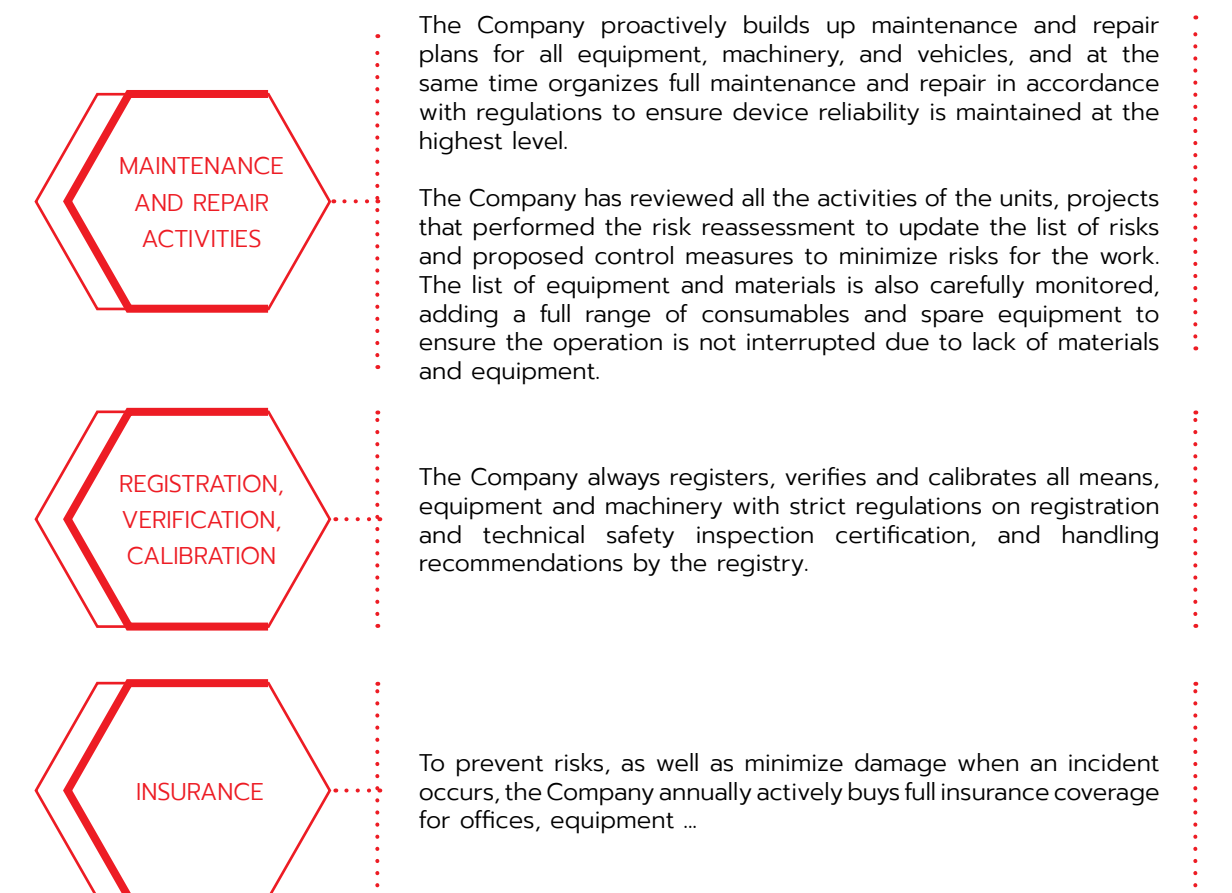 MAINTENANCE
AND REPAIR
ACTIVITIES
The Company proactively builds up maintenance and repair
plans for all equipment, machinery, and vehicles, and at the
same time organizes full maintenance and repair in accordance
with regulations to ensure device reliability is maintained at the
highest level.
The Company has reviewed all the activities of the units, projects
that performed the risk reassessment to update the list of risks
and proposed control measures to minimize risks for the work.
The list of equipment and materials is also carefully monitored,
adding a full range of consumables and spare equipment to
ensure the operation is not interrupted due to lack of materials
and equipment.
REGISTRATION,
VERIFICATION,
CALIBRATION
The Company always registers, verifies and calibrates all means,
equipment and machinery with strict regulations on registration
and technical safety inspection certification, and handling
recommendations by the registry.
INSURANCE
To prevent risks, as well as minimize damage when an incident
occurs, the Company annually actively buys full insurance coverage
for offices, equipment ...